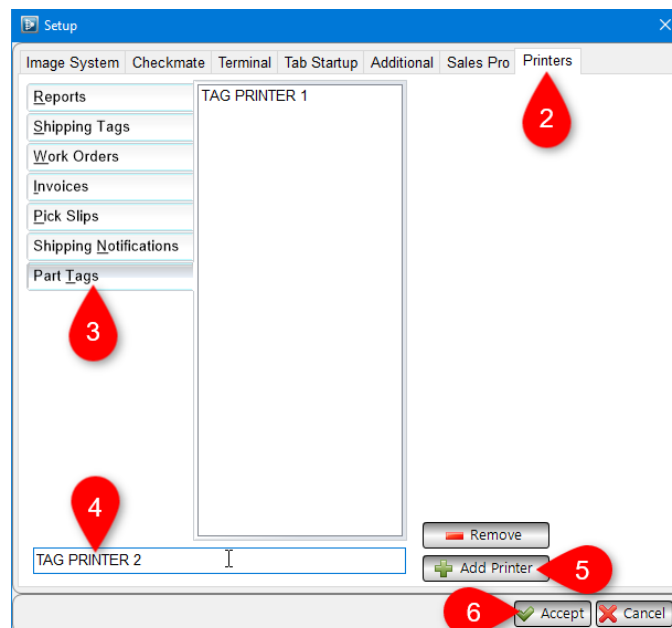 Setup
Image System Checkmate Terminal Tab Startup Additional Sales Pro Printers
2
Reports
TAG PRINTER 1
Shipping Tags
Work Orders
Invoices
Pick Slips
Shipping Notifications
Part Tags
3
4
TAG PRINTER 2
Remove
Add Printer
5
6
Accept
Cancel